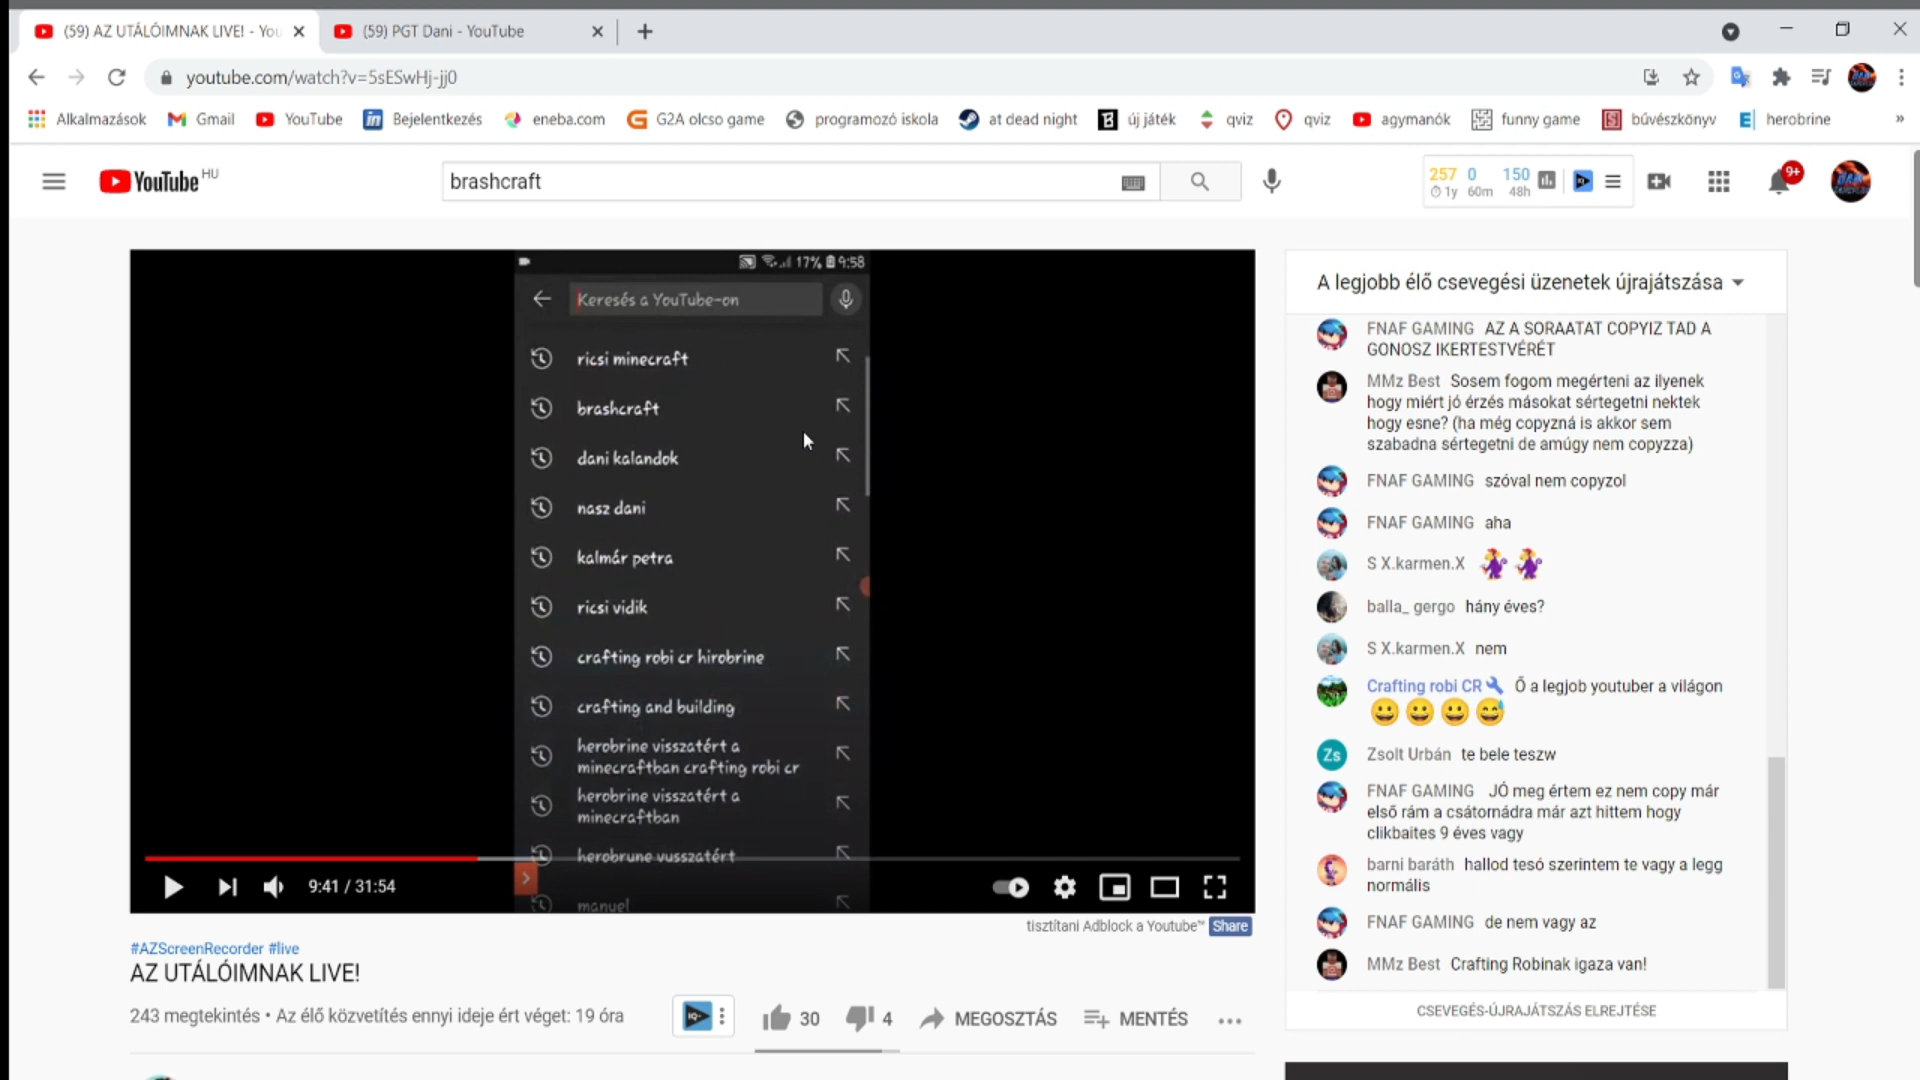 (59) AZ UTÁLÓIMNAK LIVE! - You
(59) PGT Dani - YouTube
youtube.com/watch?v=5sESwHj-jj0
Alkalmazások
Gmail
YouTube
Bejelentkezés
eneba.com
G2A olcso game
programozó iskola
at dead night
új játék
qviz
qviz
agymanók
funny game
bűvészkönyv
herobrine
YouTube HU
brashcraft
257 0 150
1y 60m 48h
9+
17% 9:58
Keresés a YouTube-on
ricsi minecraft
brashcraft
dani kalandok
nasz dani
kalmár petra
ricsi vidik
crafting robi cr hirobrine
crafting and building
herobrine visszatért a
minecraftban crafting robi cr
herobrine visszatért a
minecraftban
herobrune vusszatért
manuel
9:41 / 31:54
tisztítani Adblock a Youtube™ Share
#AZScreenRecorder #live
AZ UTÁLÓIMNAK LIVE!
243 megtekintés • Az élő közvetítés ennyi ideje ért véget: 19 óra
IQ
30
4
MEGOSZTÁS
MENTÉS
A legjobb élő csevegési üzenetek újrajátszása
FNAF GAMING AZ A SORAATAT COPYIZ TAD A
GONOSZ IKERTESTVÉRÉT
MMz Best Sosem fogom megérteni az ilyenek
hogy miért jó érzés másokat sértegetni nektek
hogy esne? (ha még copyzná is akkor sem
szabadna sértegetni de amúgy nem copyzza)
FNAF GAMING szóval nem copyzol
FNAF GAMING aha
S X.karmen.X
balla_ gergo hány éves?
S X.karmen.X nem
Crafting robi CR Ő a legjob youtuber a világon
Zs Zsolt Urbán te bele teszw
FNAF GAMING JÓ meg értem ez nem copy már
első rám a csátornádra már azt hittem hogy
clikbaites 9 éves vagy
barni baráth hallod tesó szerintem te vagy a legg
normális
FNAF GAMING de nem vagy az
MMz Best Crafting Robinak igaza van!
CSEVEGÉS-ÚJRAJÁTSZÁS ELREJTÉSE